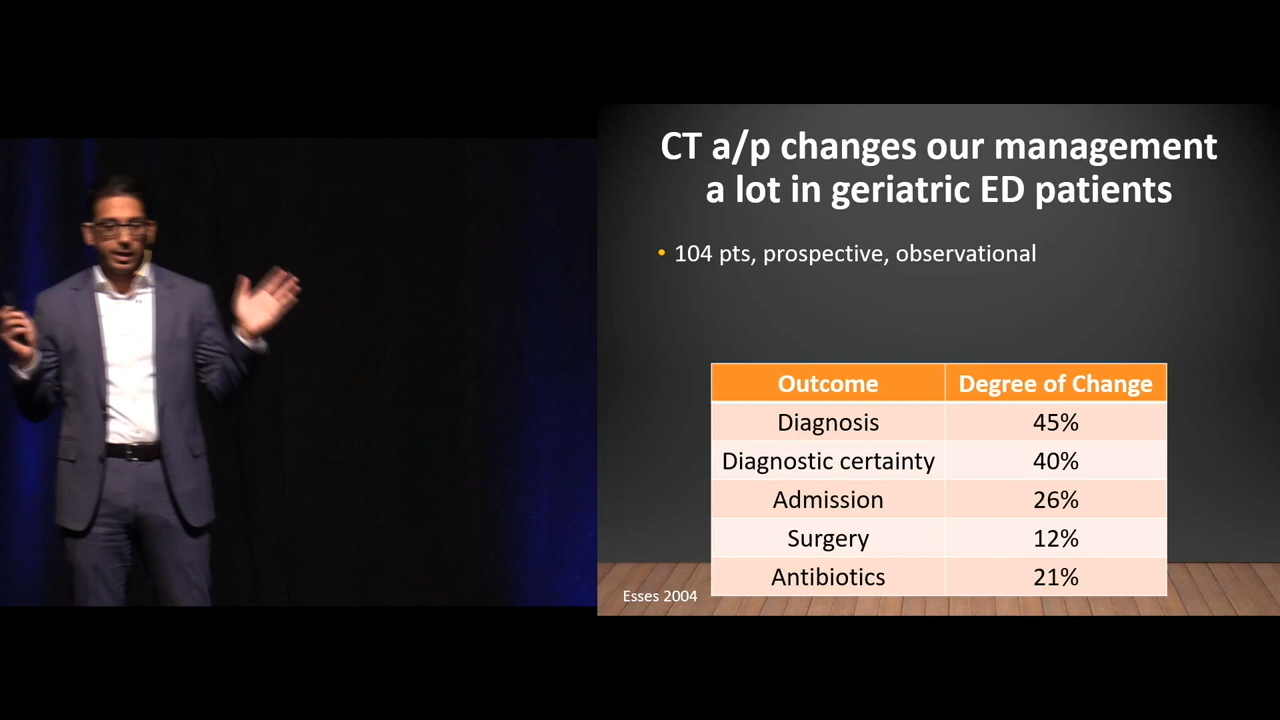 CT a/p changes our management
a lot in geriatric ED patients
• 104 pts, prospective, observational
Outcome Degree of Change
Diagnosis 45%
Diagnostic certainty 40%
Admission 26%
Surgery 12%
Antibiotics 21%
Esses 2004